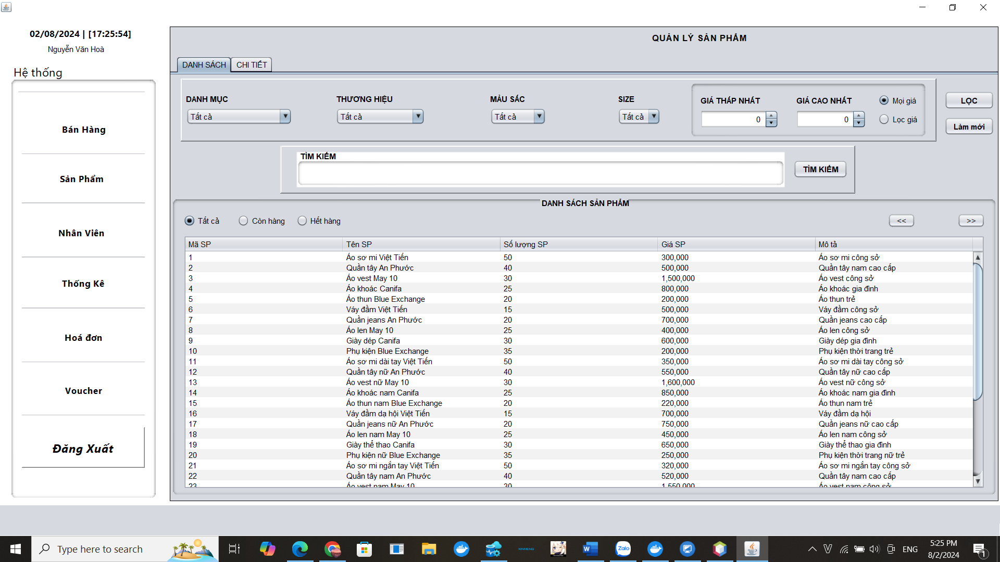 02/08/2024 | [17:25:54]
Nguyễn Văn Hoà
Hệ thống
Bán Hàng
Sản Phẩm
Nhân Viên
Thống Kê
Hoá đơn
Voucher
Đăng Xuất
QUẢN LÝ SẢN PHẨM
DANH SÁCH CHI TIẾT
DANH MỤC THƯƠNG HIỆU MÀU SẮC SIZE
Tất cả Tất cả Tất cả Tất cả
GIÁ THẤP NHẤT GIÁ CAO NHẤT Mọi giá
0 0 Lọc giá
LỌC
Làm mới
TÌM KIẾM
TÌM KIẾM
DANH SÁCH SẢN PHẨM
Tất cả Còn hàng Hết hàng << >>
Mã SP Tên SP Số lượng SP Giá SP Mô tả
1 Áo sơ mi Việt Tiến 50 300,000 Áo sơ mi công sở
2 Quần tây An Phước 40 500,000 Quần tây nam cao cấp
3 Áo vest May 10 30 1,500,000 Áo vest công sở
4 Áo khoác Canifa 25 800,000 Áo khoác gia đình
5 Áo thun Blue Exchange 20 200,000 Áo thun trẻ
6 Váy đầm Việt Tiến 15 500,000 Váy đầm công sở
7 Quần jeans An Phước 20 700,000 Quần jeans cao cấp
8 Áo len May 10 25 400,000 Áo len công sở
9 Giày dép Canifa 30 600,000 Giày dép gia đình
10 Phụ kiện Blue Exchange 35 200,000 Phụ kiện thời trang trẻ
11 Áo sơ mi dài tay Việt Tiến 50 350,000 Áo sơ mi dài tay công sở
12 Quần tây nữ An Phước 40 550,000 Quần tây nữ cao cấp
13 Áo vest nữ May 10 30 1,600,000 Áo vest nữ công sở
14 Áo khoác nam Canifa 25 850,000 Áo khoác nam gia đình
15 Áo thun nam Blue Exchange 20 220,000 Áo thun nam trẻ
16 Váy đầm dạ hội Việt Tiến 15 700,000 Váy đầm dạ hội
17 Quần jeans nữ An Phước 20 750,000 Quần jeans nữ cao cấp
18 Áo len nam May 10 25 450,000 Áo len nam công sở
19 Giày thể thao Canifa 30 650,000 Giày thể thao gia đình
20 Phụ kiện nữ Blue Exchange 35 250,000 Phụ kiện thời trang nữ trẻ
21 Áo sơ mi ngắn tay Việt Tiến 50 320,000 Áo sơ mi ngắn tay công sở
22 Quần tây nam An Phước 40 520,000 Quần tây nam cao cấp
23 Áo vest nam May 10 30 1,550,000 Áo vest nam công sở
Type here to search
Zalo
ENG
5:25 PM
8/2/2024
1